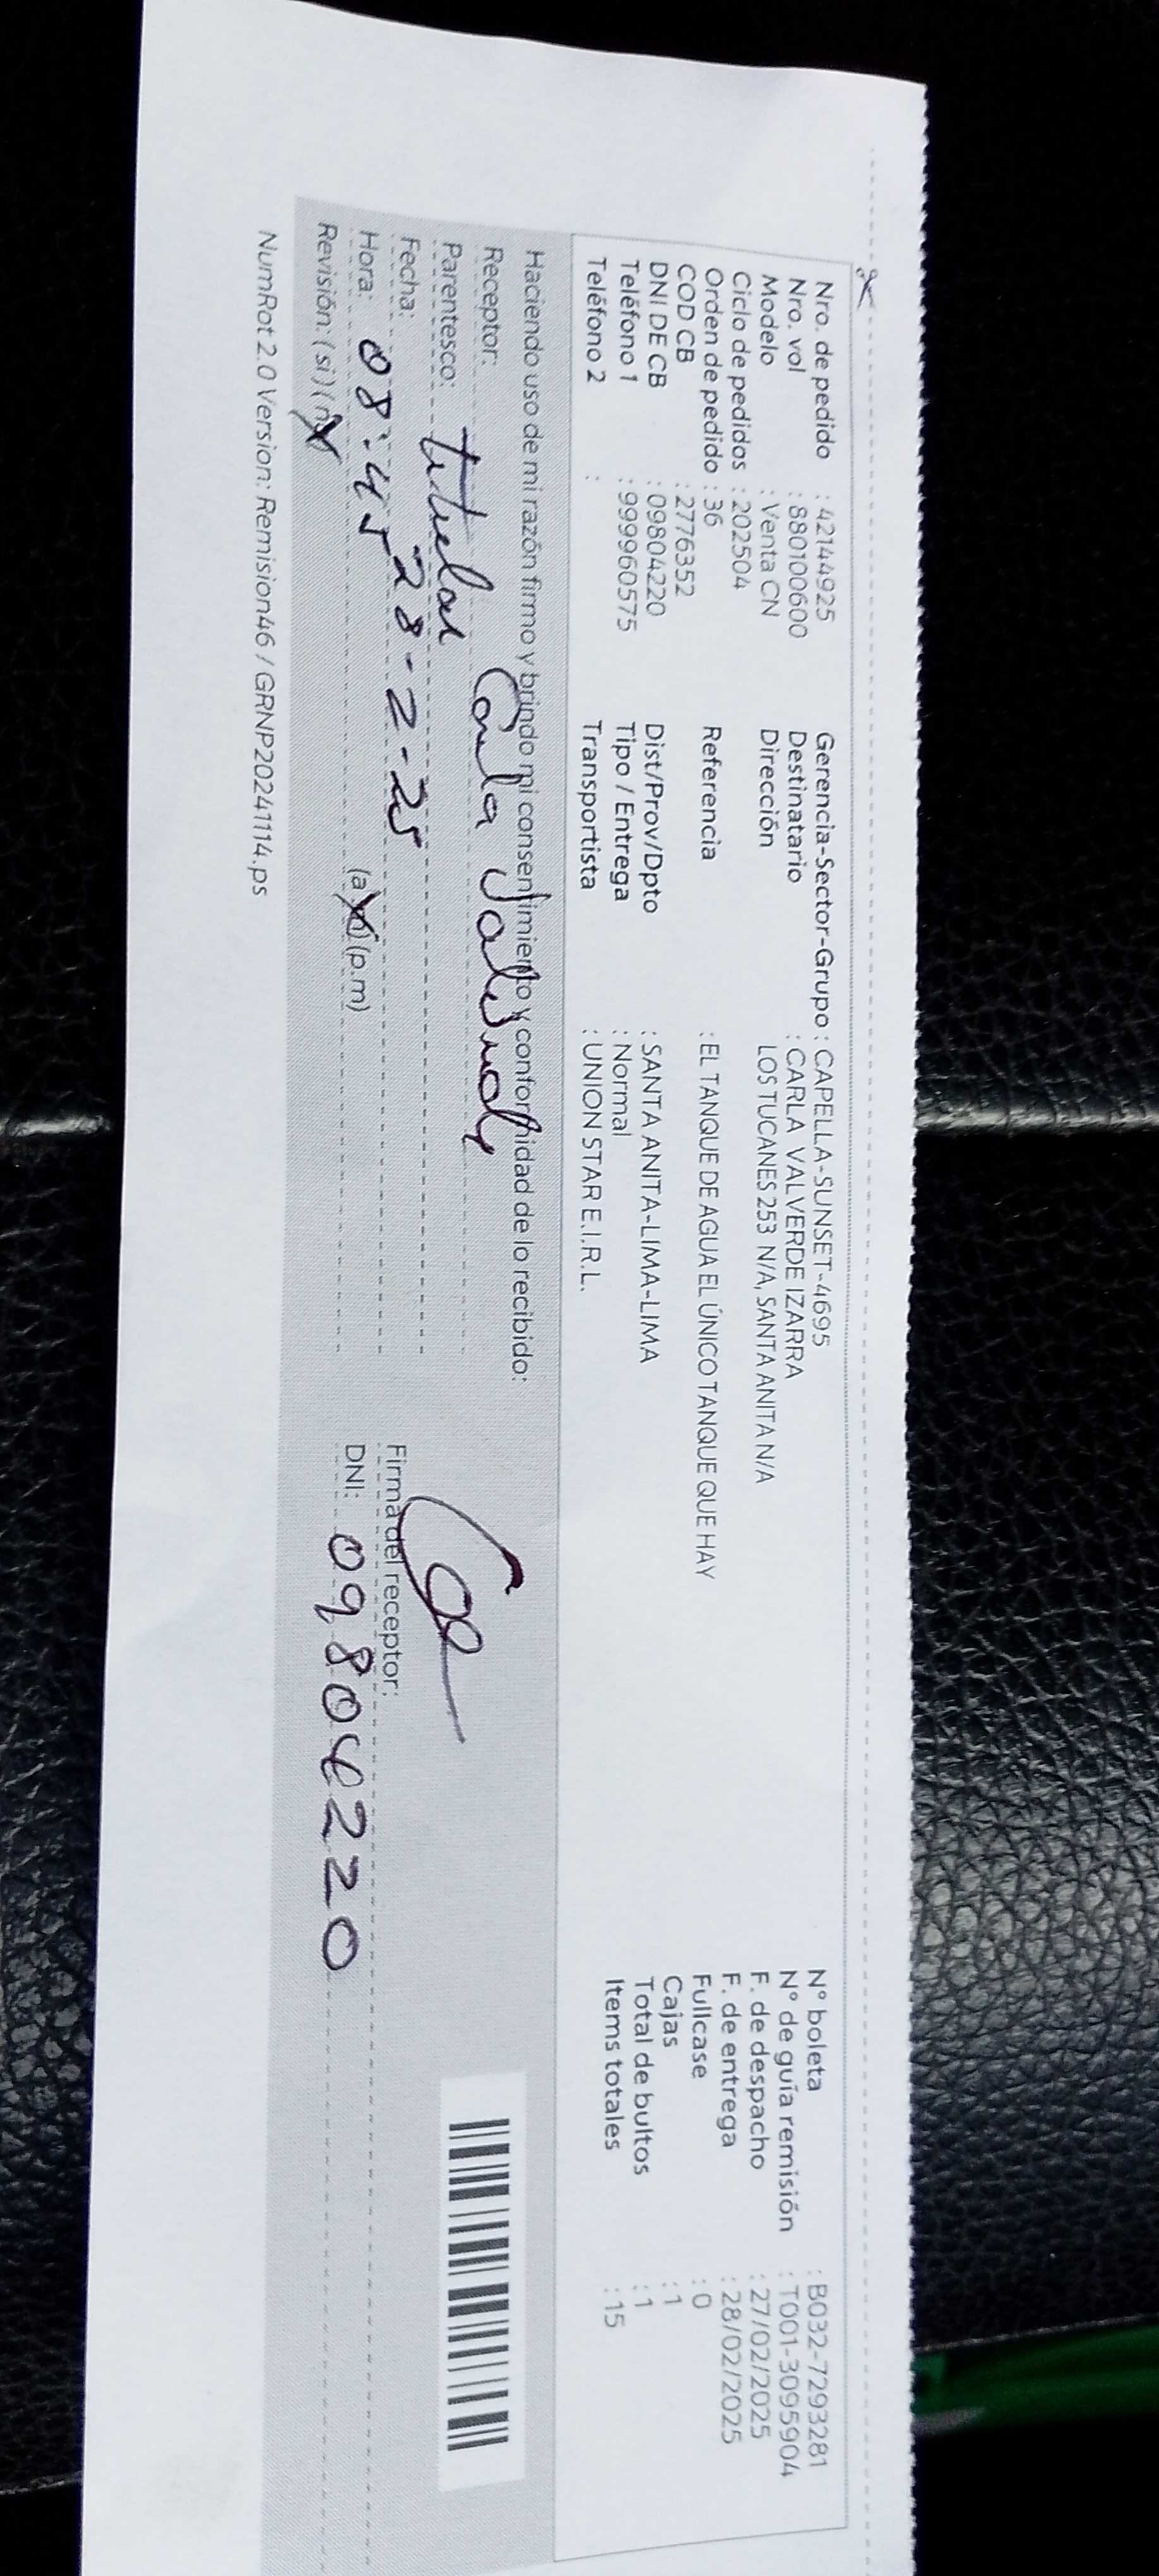 Nro. de pedido : 42144925
Nro. vol : 880100600
Modelo : Venta CN
Ciclo de pedidos : 202504
Orden de pedido : 36
COD CB : 2776352
DNI DE CB : 09804220
Teléfono 1 : 999960575
Teléfono 2 :
Gerencia-Sector-Grupo : CAPELLA-SUNSET-4695
Destinatario : CARLA VALVERDE IZARRA
Dirección LOS TUCANES 253 N/A, SANTA ANITA N/A
Referencia : EL TANQUE DE AGUA EL ÚNICO TANQUE QUE HAY
Dist/Prov/Dpto : SANTA ANITA-LIMA-LIMA
Tipo / Entrega : Normal
Transportista : UNION STAR E.I.R.L.
N° boleta : B032-7293281
N° de guía remisión : T001-3095904
F. de despacho : 27/02/2025
F. de entrega : 28/02/2025
Fullcase : 0
Cajas : 1
Total de bultos : 1
Items totales : 15
Haciendo uso de mi razón firmo y brindo mi consentimiento y conformidad de lo recibido:
Receptor: Carla
Parentesco: titular
Fecha: 28-2-25
Hora: 08:45 (a.m) (p.m)
Revisión: (si) (no)
Firma del receptor:
DNI: 09804220
NumRot 2.0 Version: Remision46 / GRNP20241114.ps